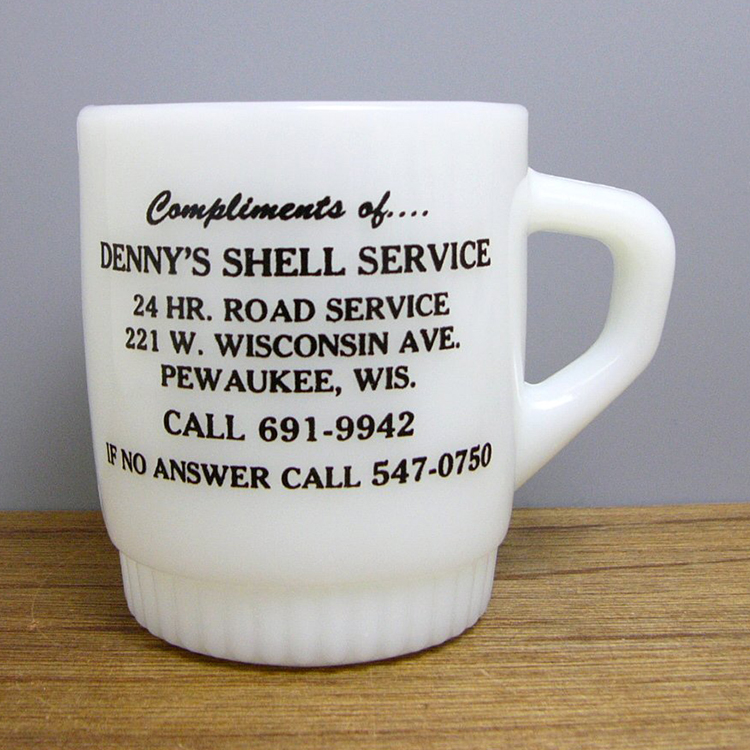 Compliments of....
DENNY'S SHELL SERVICE
24 HR. ROAD SERVICE
221 W. WISCONSIN AVE.
PEWAUKEE, WIS.
CALL 691-9942
IF NO ANSWER CALL 547-0750